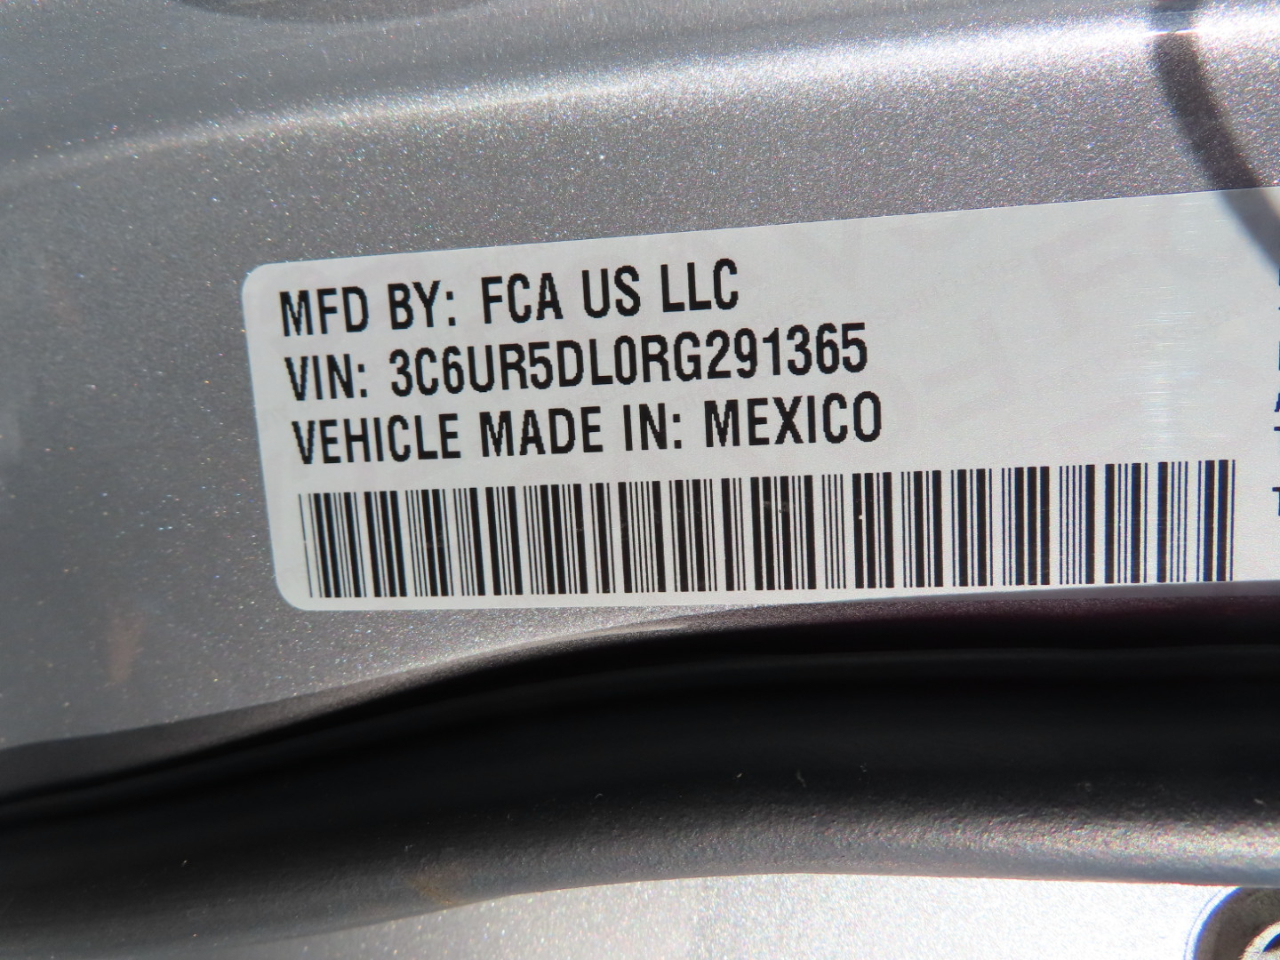 MFD BY: FCA US LLC
VIN: 3C6UR5DL0RG291365
VEHICLE MADE IN: MEXICO